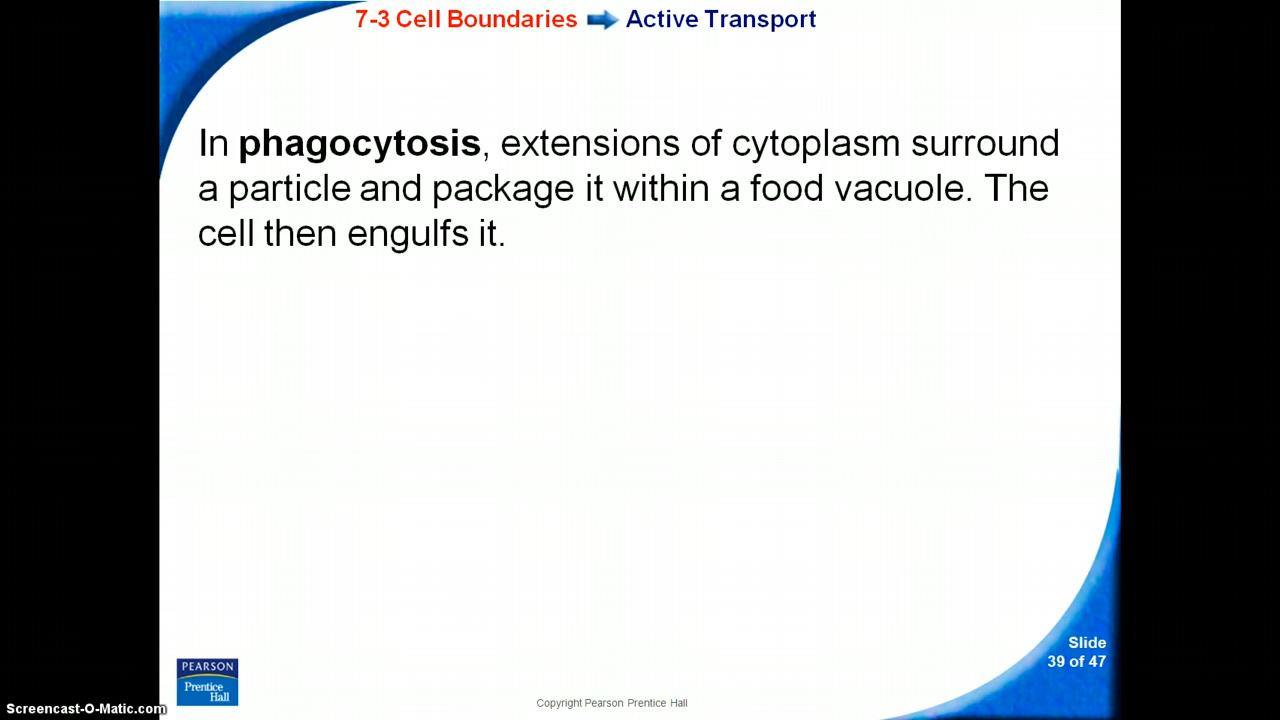 7-3 Cell Boundaries Active Transport
In phagocytosis, extensions of cytoplasm surround
a particle and package it within a food vacuole. The
cell then engulfs it.
Slide
39 of 47
PEARSON
Prentice
Hall
Copyright Pearson Prentice Hall
Screencast-O-Matic.com